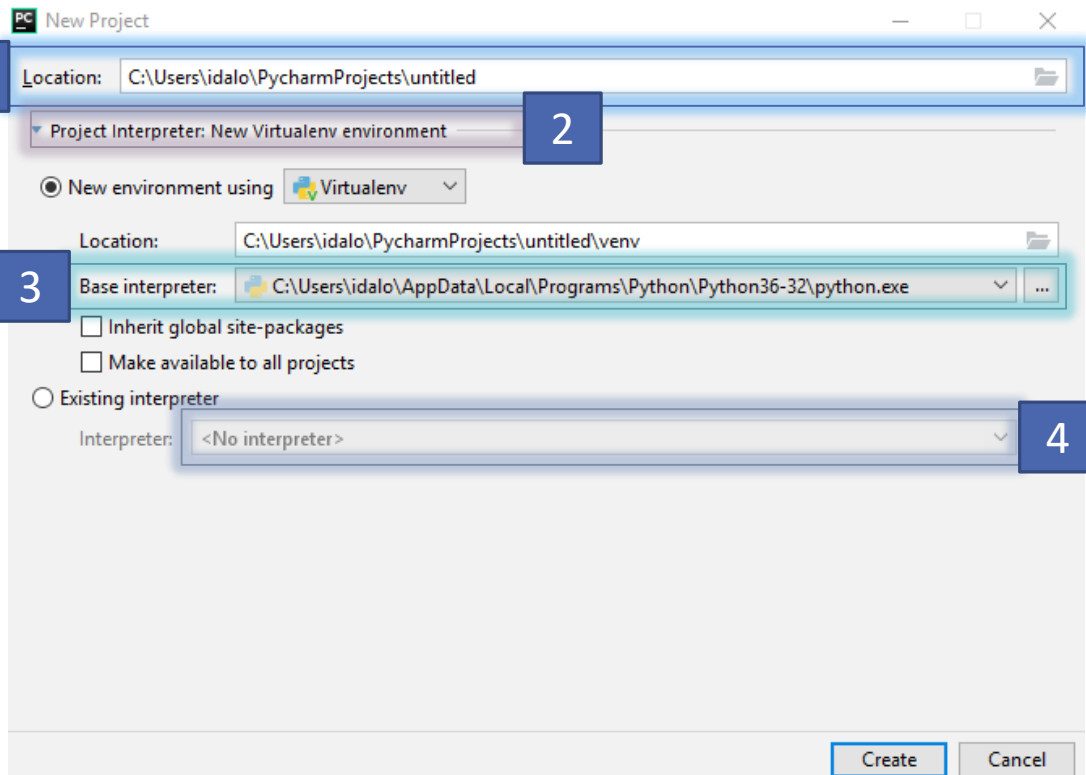 PC New Project
Location: C:\Users\idalo\PycharmProjects\untitled
Project Interpreter: New Virtualenv environment 2
New environment using Virtualenv
Location: C:\Users\idalo\PycharmProjects\untitled\venv
3 Base interpreter: C:\Users\idalo\AppData\Local\Programs\Python\Python36-32\python.exe ...
Inherit global site-packages
Make available to all projects
Existing interpreter
Interpreter: <No interpreter> 4
Create Cancel